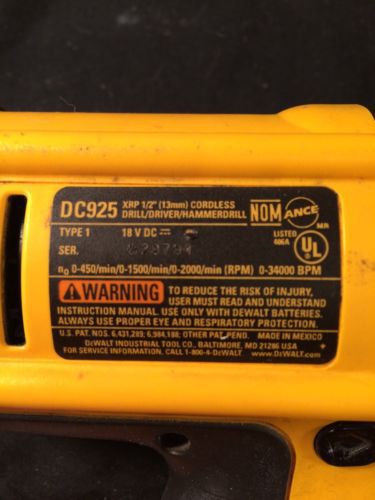 DC925 XRP 1/2" (13mm) CORDLESS DRILL/DRIVER/HAMMERDRILL
NOM ANCE MR
TYPE 1 18 V DC
SER.
LISTED 406A UL
n0 0-450/min/0-1500/min/0-2000/min (RPM) 0-34000 BPM
WARNING TO REDUCE THE RISK OF INJURY,
USER MUST READ AND UNDERSTAND
INSTRUCTION MANUAL. USE ONLY WITH DEWALT BATTERIES.
ALWAYS USE PROPER EYE AND RESPIRATORY PROTECTION.
U.S. PAT. NOS. 6,431,289; 6,984,188; OTHER PAT. PEND. MADE IN MEXICO
DEWALT INDUSTRIAL TOOL CO., BALTIMORE, MD 21286 USA
FOR SERVICE INFORMATION, CALL 1-800-4-DEWALT www.DEWALT.com